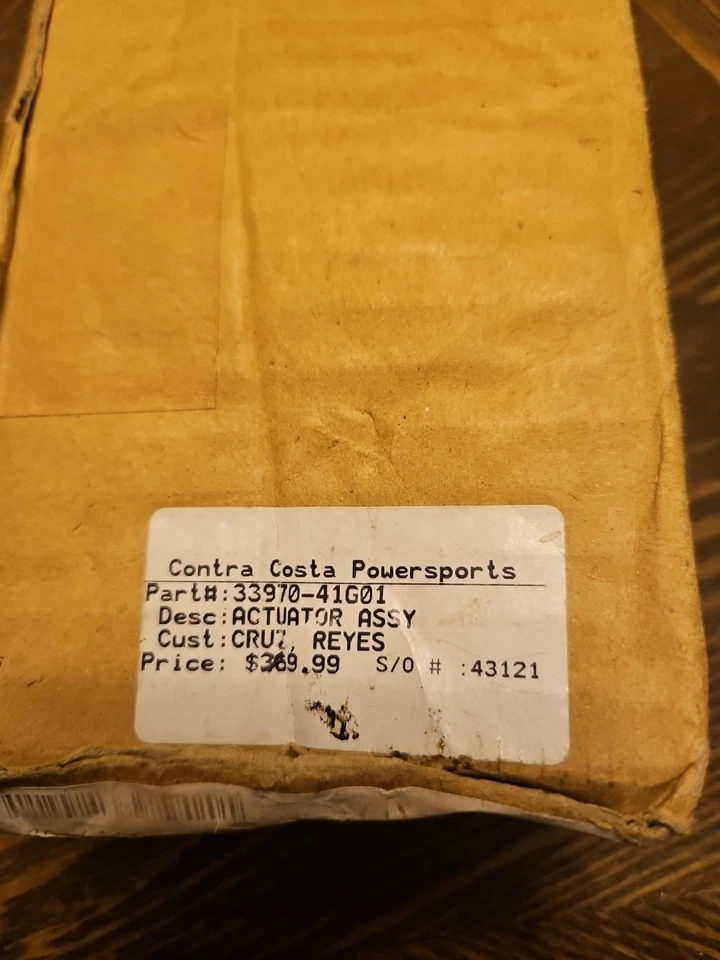 Contra Costa Powersports
Part#:33970-41G01
Desc:ACTUATOR ASSY
Cust:CRUZ, REYES
Price: $369.99 S/O # :43121